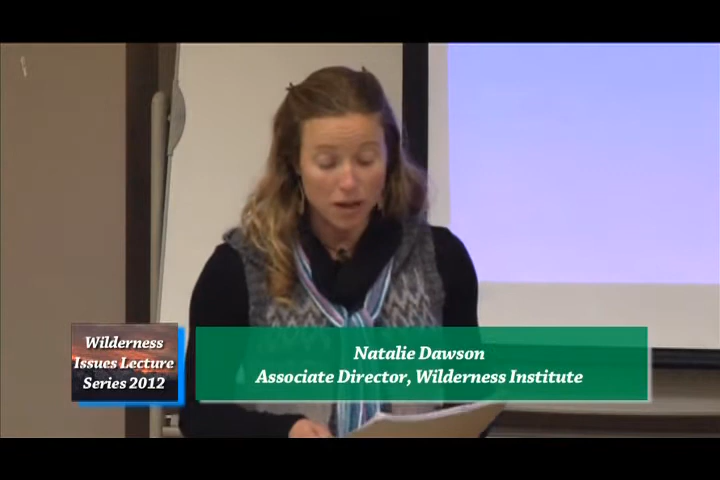 Wilderness
Issues Lecture
Series 2012
Natalie Dawson
Associate Director, Wilderness Institute